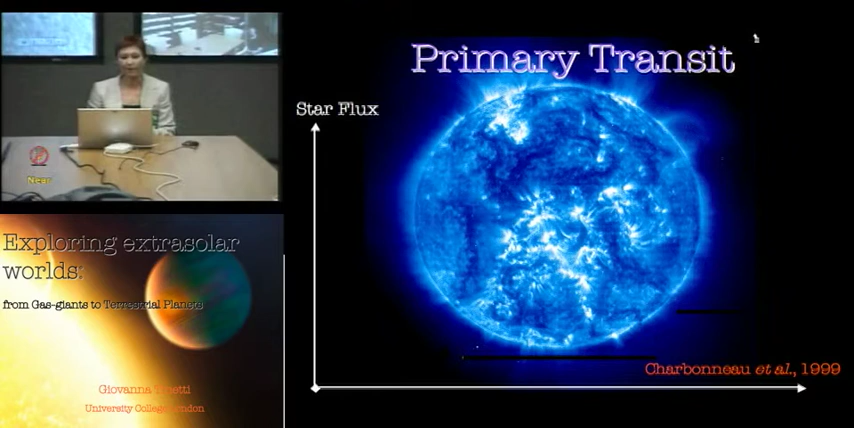 Near
Exploring extrasolar
worlds:
from Gas-giants to Terrestrial Planets
Giovanna Tinetti
University College London
Primary Transit
Star Flux
Charbonneau et al., 1999